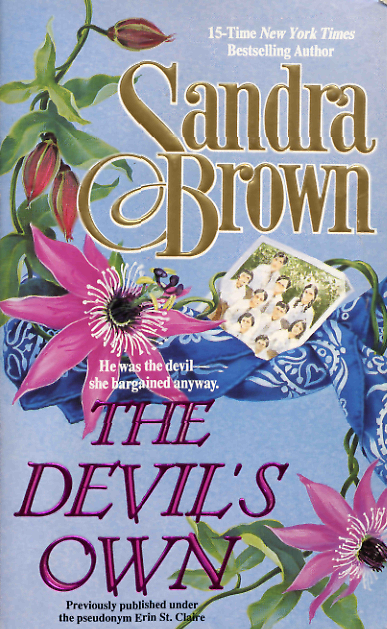 15-Time New York Times
Bestselling Author
Sandra
Brown
He was the devil—
she bargained anyway.
THE
DEVIL'S
OWN
Previously published under
the pseudonym Erin St. Claire